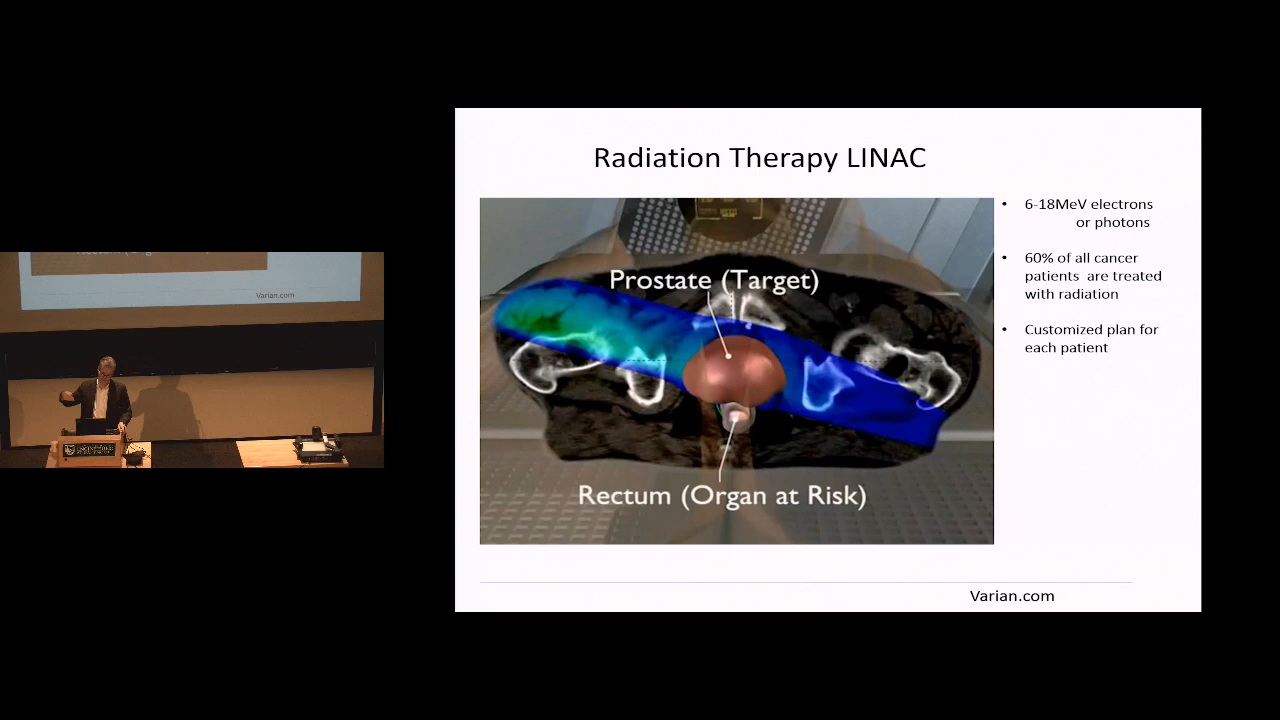 Radiation Therapy LINAC
Prostate (Target)
Rectum (Organ at Risk)
• 6-18MeV electrons
or photons
• 60% of all cancer
patients are treated
with radiation
• Customized plan for
each patient
Varian.com
Varian.com